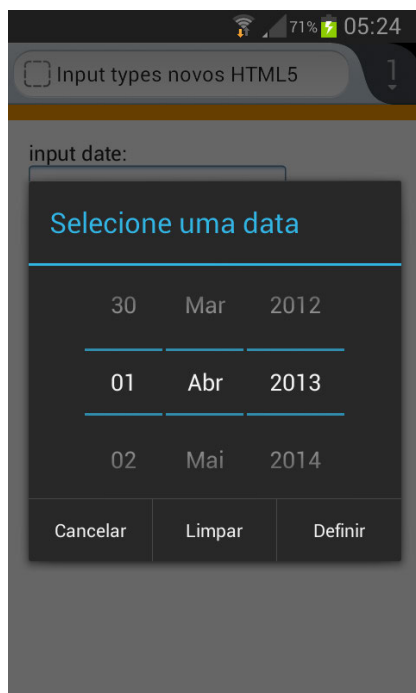 71% 05:24
Input types novos HTML5 1
input date:
Selecione uma data
30 Mar 2012
01 Abr 2013
02 Mai 2014
Cancelar Limpar Definir